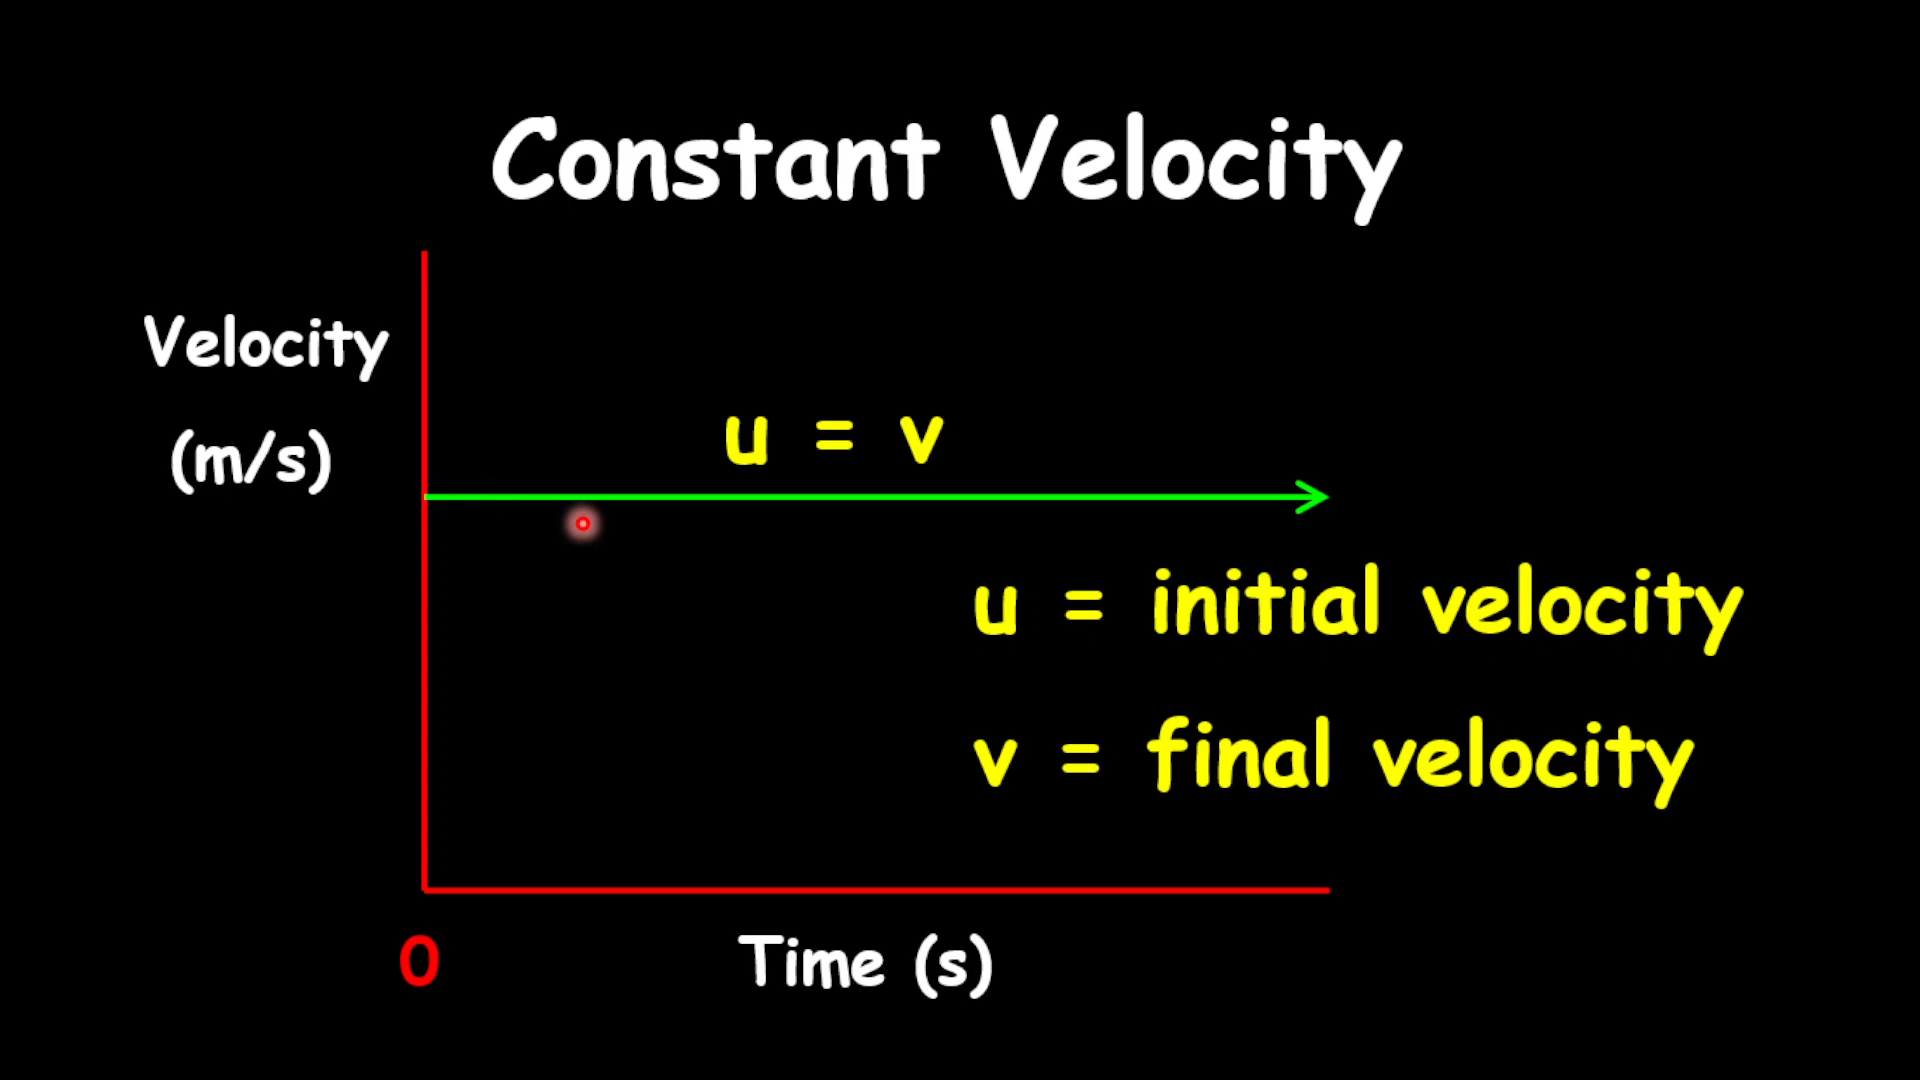 Constant Velocity
Velocity
(m/s)
u = v
u = initial velocity
v = final velocity
0
Time (s)